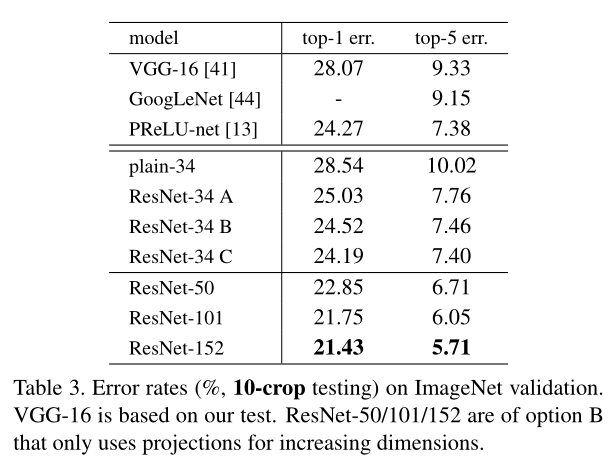 model top-1 err. top-5 err.
VGG-16 [41] 28.07 9.33
GoogLeNet [44] - 9.15
PReLU-net [13] 24.27 7.38
plain-34 28.54 10.02
ResNet-34 A 25.03 7.76
ResNet-34 B 24.52 7.46
ResNet-34 C 24.19 7.40
ResNet-50 22.85 6.71
ResNet-101 21.75 6.05
ResNet-152 21.43 5.71
Table 3. Error rates (%, 10-crop testing) on ImageNet validation.
VGG-16 is based on our test. ResNet-50/101/152 are of option B
that only uses projections for increasing dimensions.